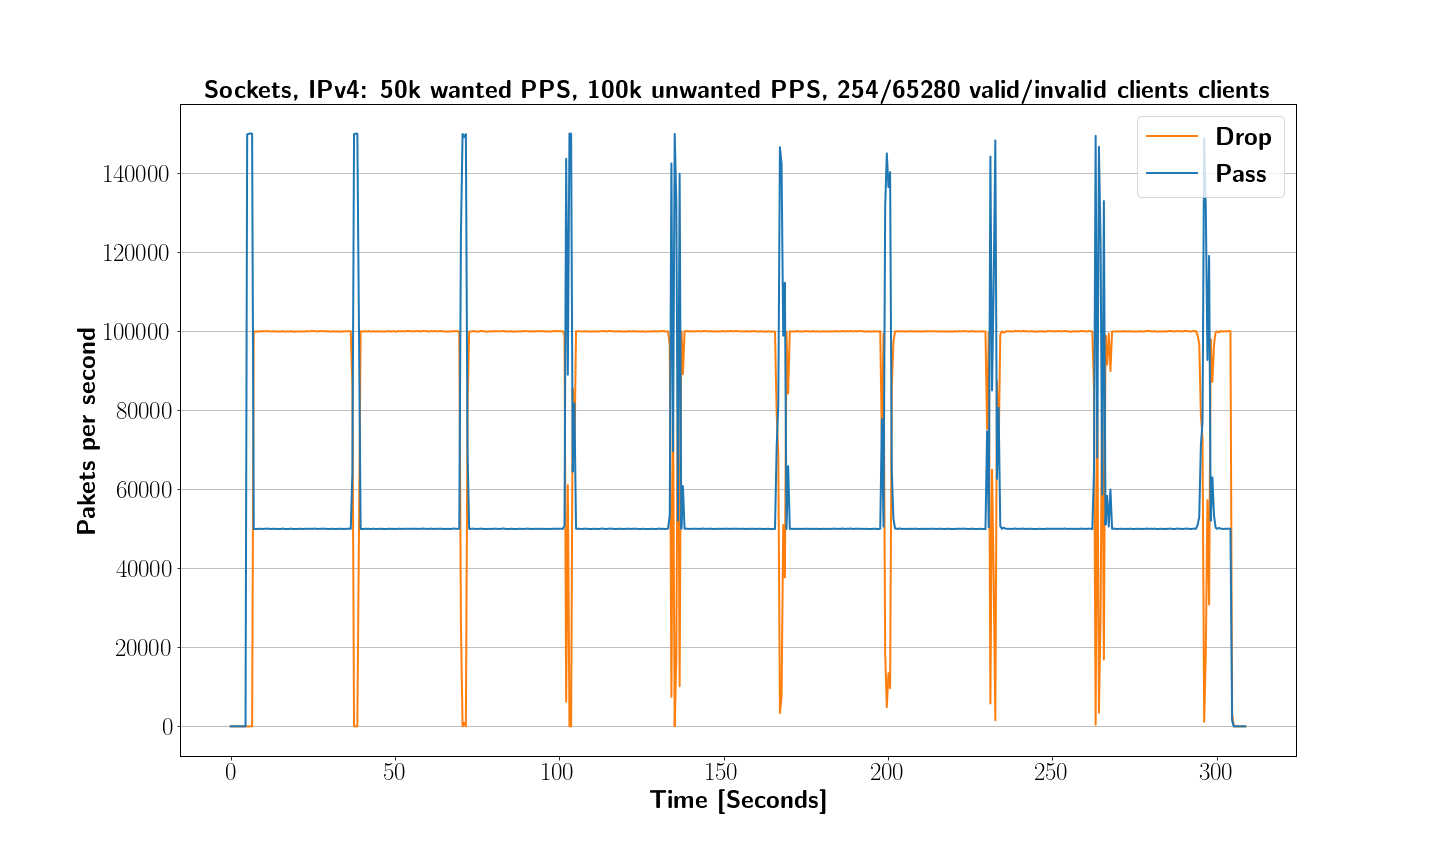 Sockets, IPv4: 50k wanted PPS, 100k unwanted PPS, 254/65280 valid/invalid clients clients
Drop
Pass
140000
120000
100000
80000
60000
40000
20000
0
Pakets per second
0 50 100 150 200 250 300
Time [Seconds]